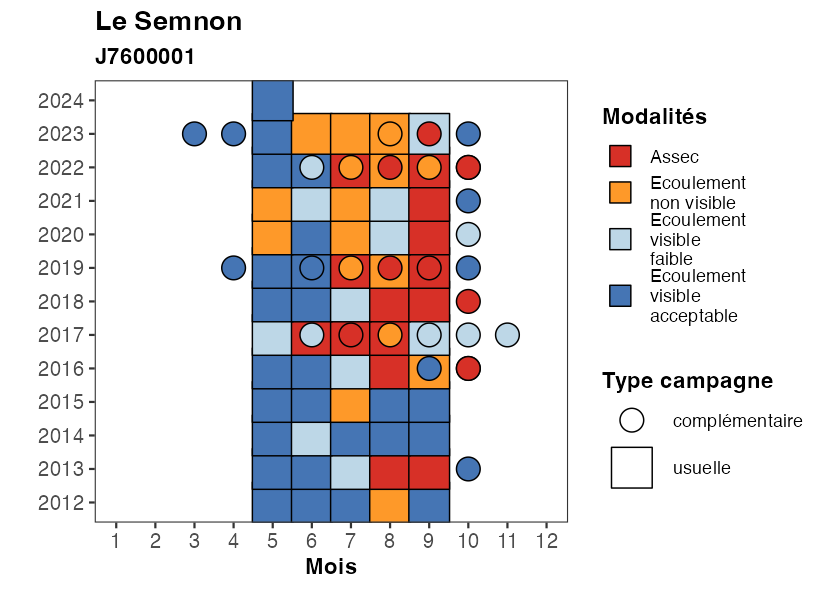 Le Semnon
J7600001
2024
2023
2022
2021
2020
2019
2018
2017
2016
2015
2014
2013
2012
1 2 3 4 5 6 7 8 9 10 11 12
Mois
Modalités
Assec
Ecoulement
non visible
Ecoulement
visible
faible
Ecoulement
visible
acceptable
Type campagne
complémentaire
usuelle